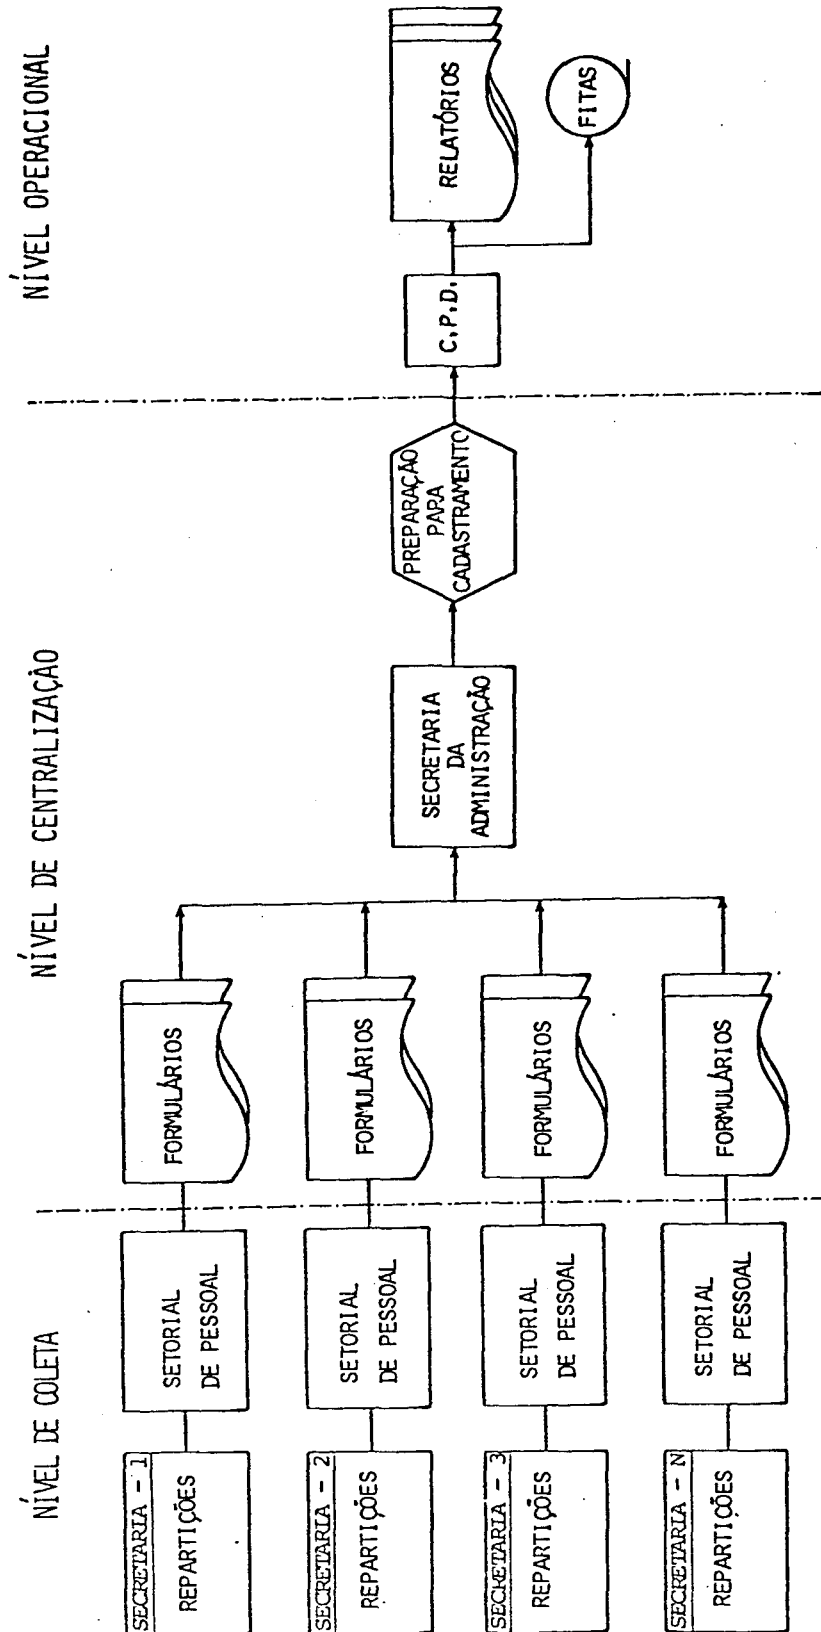 NÍVEL DE COLETA
NÍVEL DE CENTRALIZAÇÃO
NÍVEL OPERACIONAL
SECRETARIA - 1
REPARTIÇÕES
SETORIAL
DE PESSOAL
FORMULÁRIOS
SECRETARIA - 2
REPARTIÇÕES
SETORIAL
DE PESSOAL
FORMULÁRIOS
SECRETARIA - 3
REPARTIÇÕES
SETORIAL
DE PESSOAL
FORMULÁRIOS
SECRETARIA - N
REPARTIÇÕES
SETORIAL
DE PESSOAL
FORMULÁRIOS
SECRETARIA
DA
ADMINISTRAÇÃO
PREPARAÇÃO
PARA
CADASTRAMENTO
C.P.D.
RELATÓRIOS
FITAS